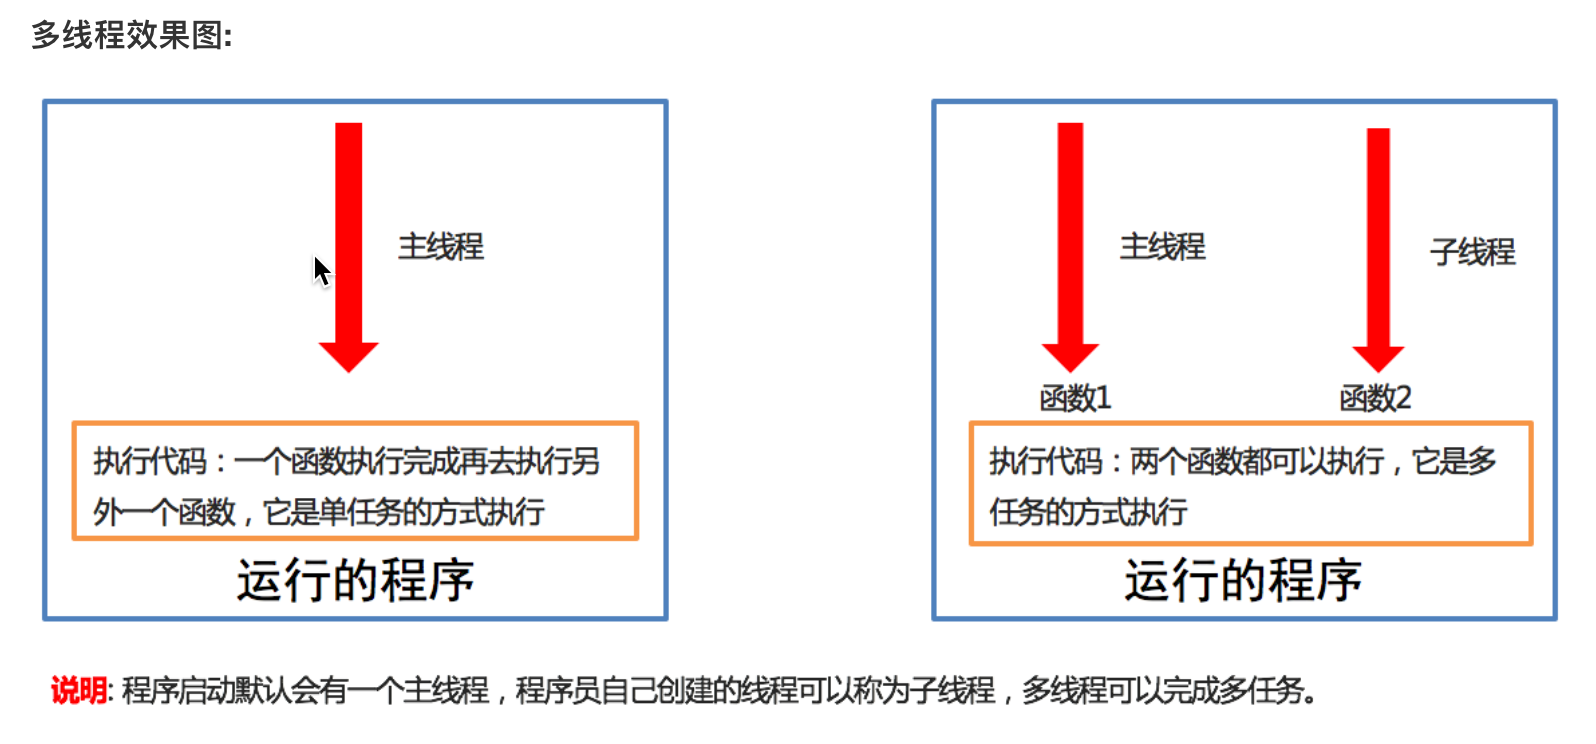 多线程效果图:
主线程
执行代码：一个函数执行完成再去执行另
外一个函数，它是单任务的方式执行
运行的程序
主线程
子线程
函数1
函数2
执行代码：两个函数都可以执行，它是多
任务的方式执行
运行的程序
说明: 程序启动默认会有一个主线程，程序员自己创建的线程可以称为子线程，多线程可以完成多任务。